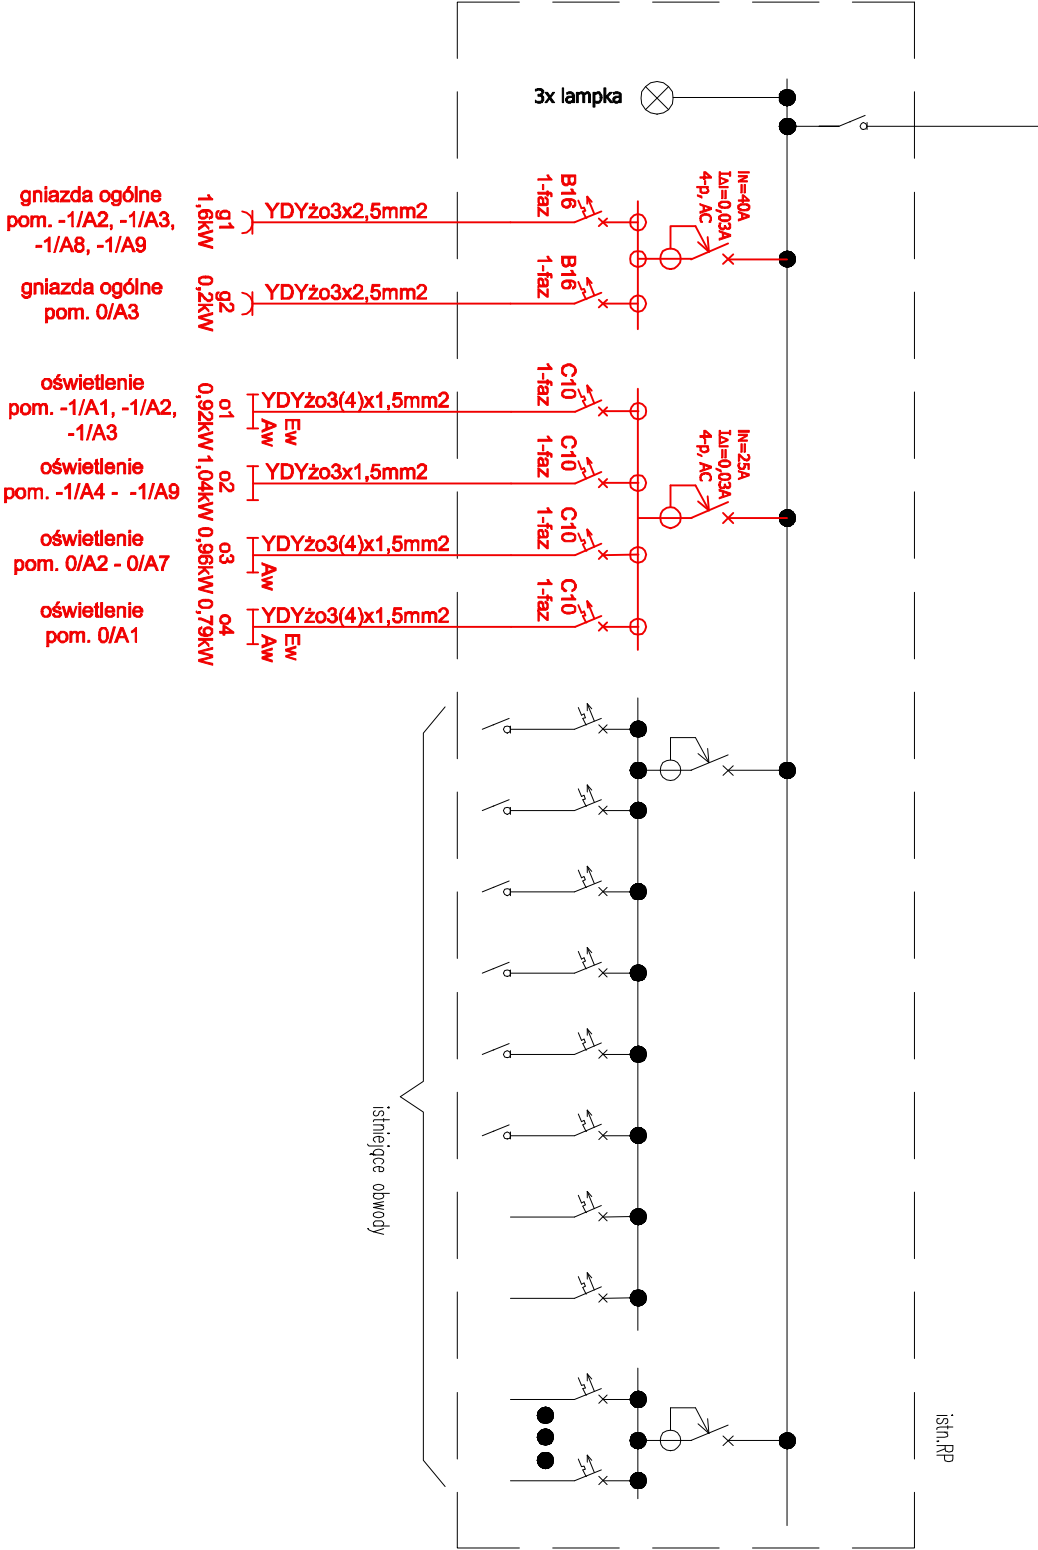 3x lampka
IN=40A
I∆I=0,03A
4-p, AC
B16
1-faz
YDYżo3x2,5mm2
g1
1,6kW
gniazda ogólne
pom. -1/A2, -1/A3,
-1/A8, -1/A9
B16
1-faz
YDYżo3x2,5mm2
g2
0,2kW
gniazda ogólne
pom. 0/A3
IN=25A
I∆I=0,03A
4-p, AC
C10
1-faz
YDYżo3(4)x1,5mm2
Ew
Aw
o1
0,92kW
oświetlenie
pom. -1/A1, -1/A2,
-1/A3
C10
1-faz
YDYżo3x1,5mm2
o2
1,04kW
oświetlenie
pom. -1/A4 - -1/A9
C10
1-faz
YDYżo3(4)x1,5mm2
Aw
o3
0,96kW
oświetlenie
pom. 0/A2 - 0/A7
C10
1-faz
YDYżo3(4)x1,5mm2
Ew
Aw
o4
0,79kW
oświetlenie
pom. 0/A1
istniejące obwody
istn.RP